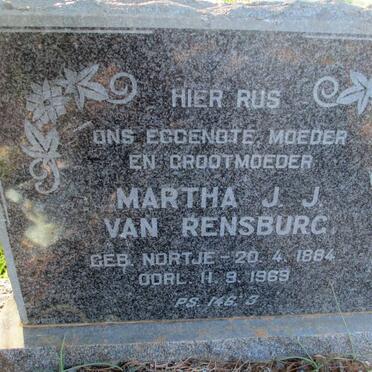 HIER RUS
ONS EGGENOTE, MOEDER
EN GROOTMOEDER
MARTHA J. J.
VAN RENSBURG.
GEB. NORTJE - 20. 4. 1884
OORL. 11. 9. 1969
PS. 146. 3